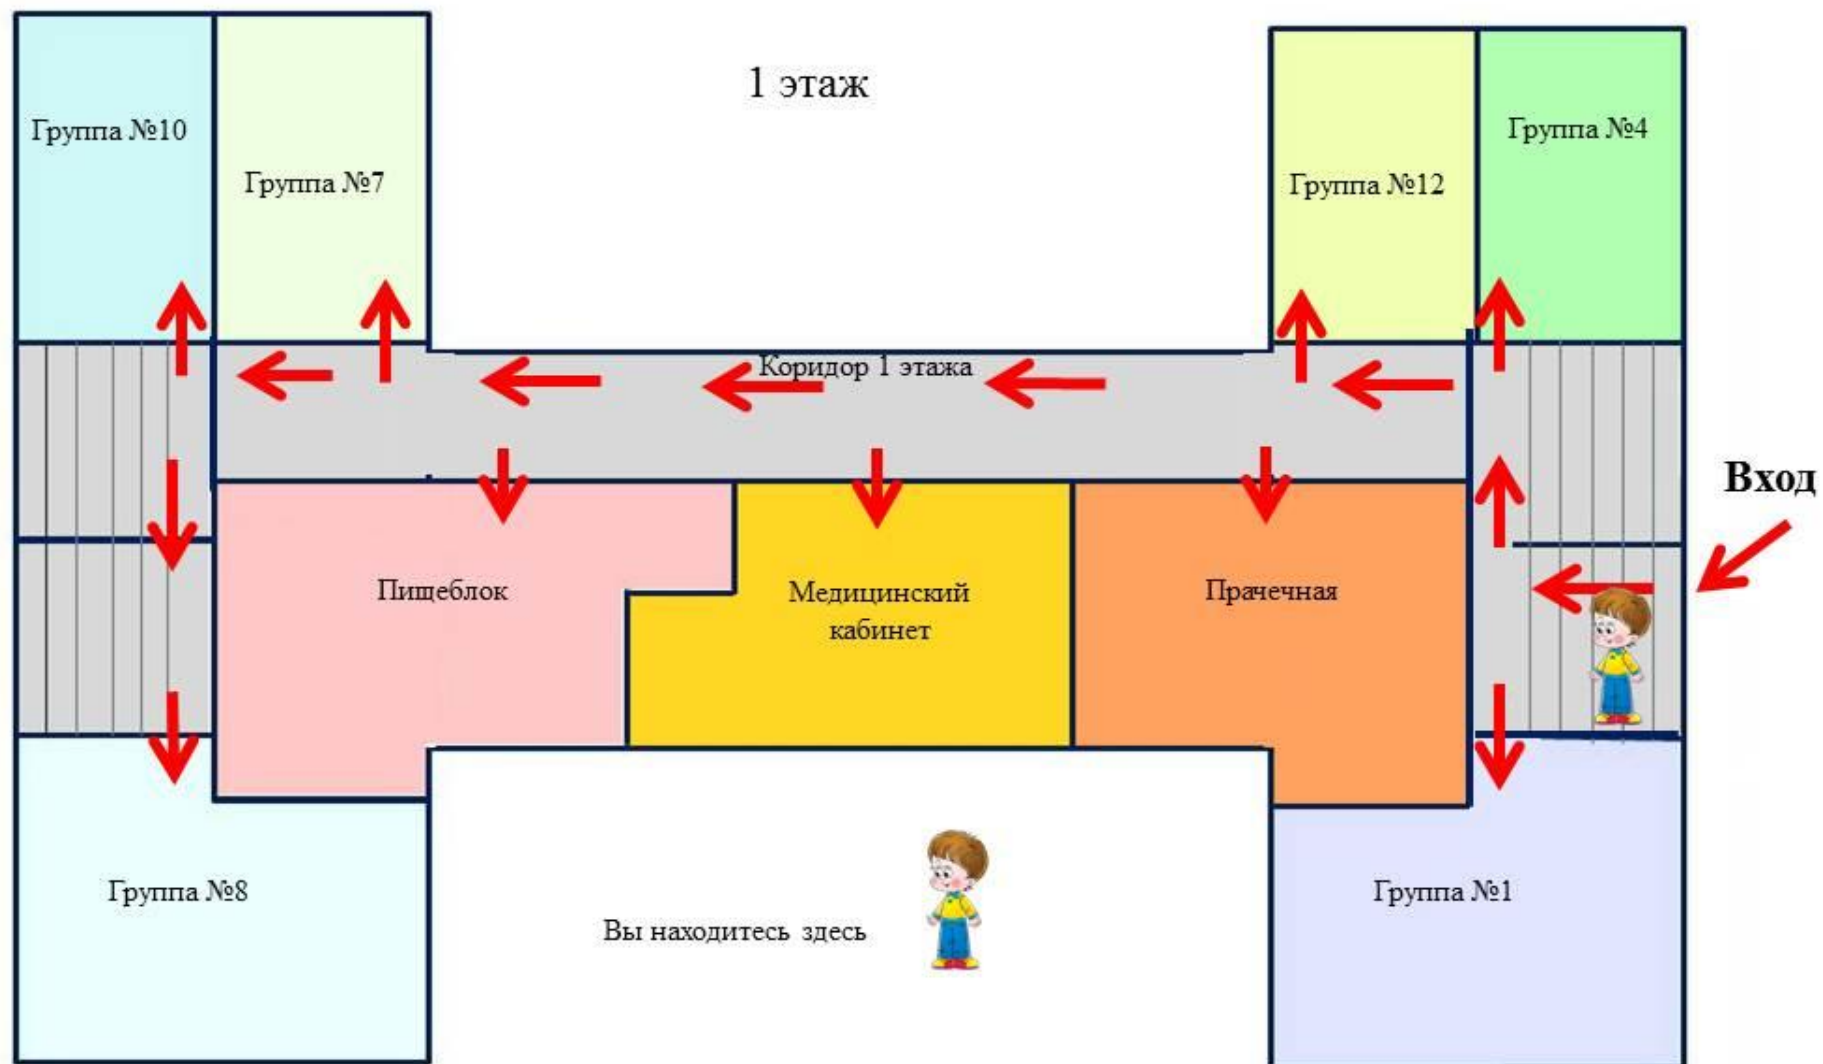 1 этаж
Группа №10
Группа №7
Группа №12
Группа №4
Коридор 1 этажа
Вход
Пищеблок
Медицинский
кабинет
Прачечная
Группа №8
Вы находитесь здесь
Группа №1